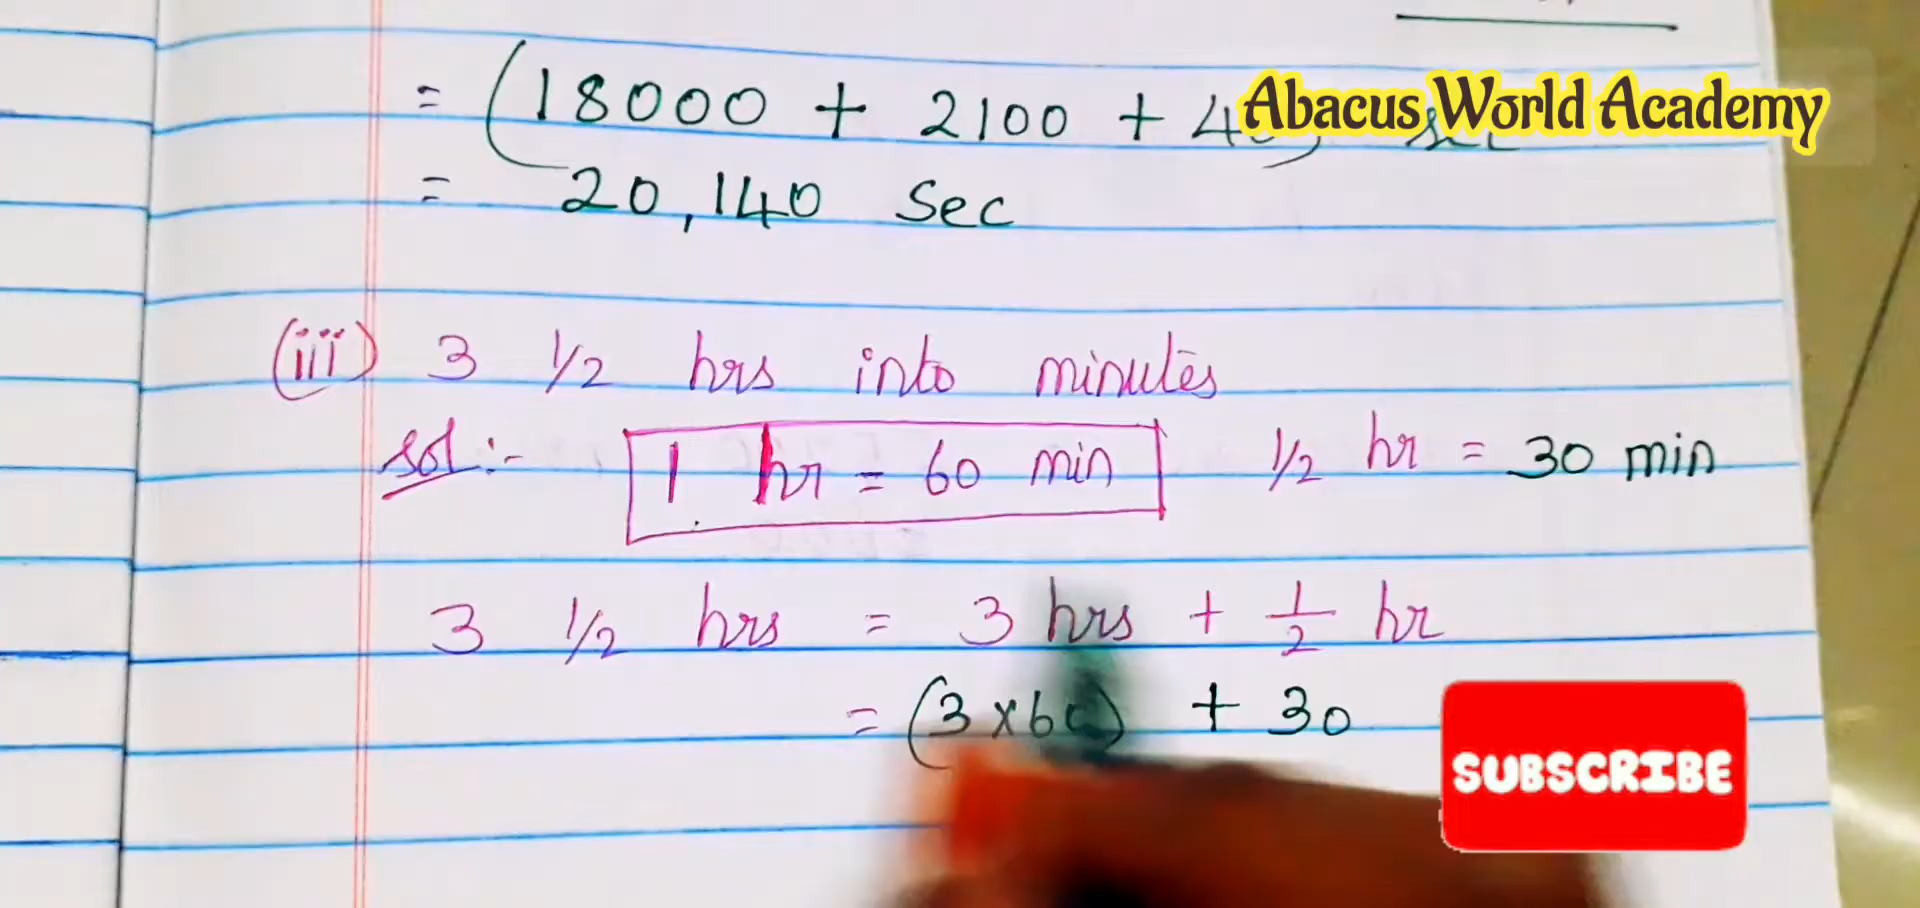 = (18000 + 2100 + 40) sec
Abacus World Academy
= 20,140 Sec
(iii) 3 1/2 hrs into minutes
sol:- 1 hr = 60 min 1/2 hr = 30 min
3 1/2 hrs = 3 hrs + 1/2 hr
= (3 x 60) + 30
SUBSCRIBE